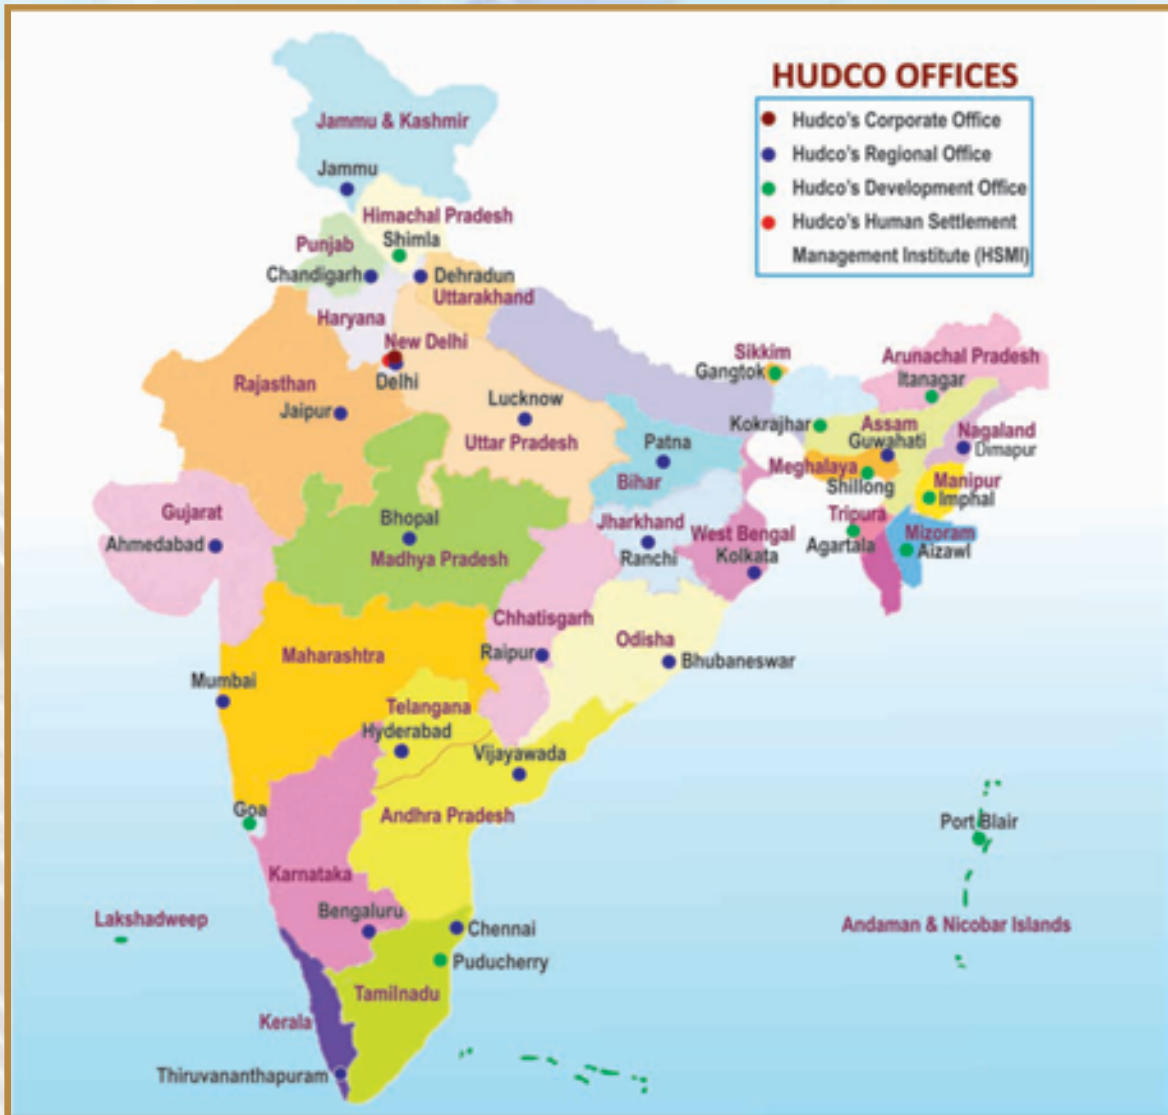 HUDCO OFFICES
Hudco's Corporate Office
Hudco's Regional Office
Hudco's Development Office
Hudco's Human Settlement
Management Institute (HSMI)
Jammu & Kashmir
Jammu
Himachal Pradesh
Shimla
Punjab
Chandigarh
Dehradun
Uttarakhand
Haryana
New Delhi
Delhi
Rajasthan
Jaipur
Lucknow
Uttar Pradesh
Sikkim
Gangtok
Arunachal Pradesh
Itanagar
Kokrajhar
Assam
Guwahati
Nagaland
Dimapur
Patna
Bihar
Meghalaya
Shillong
Manipur
Imphal
Gujarat
Ahmedabad
Bhopal
Madhya Pradesh
Jharkhand
Ranchi
West Bengal
Kolkata
Tripura
Agartala
Mizoram
Aizawl
Chhatisgarh
Raipur
Odisha
Bhubaneswar
Maharashtra
Mumbai
Telangana
Hyderabad
Vijayawada
Andhra Pradesh
Goa
Port Blair
Karnataka
Bengaluru
Chennai
Lakshadweep
Andaman & Nicobar Islands
Puducherry
Tamilnadu
Kerala
Thiruvananthapuram